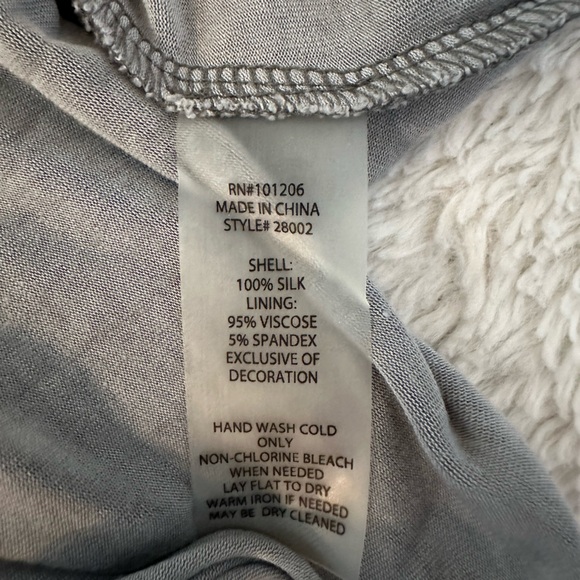 RN#101206
MADE IN CHINA
STYLE# 28002
SHELL:
100% SILK
LINING:
95% VISCOSE
5% SPANDEX
EXCLUSIVE OF
DECORATION
HAND WASH COLD
ONLY
NON-CHLORINE BLEACH
WHEN NEEDED
LAY FLAT TO DRY
WARM IRON IF NEEDED
MAY BE DRY CLEANED